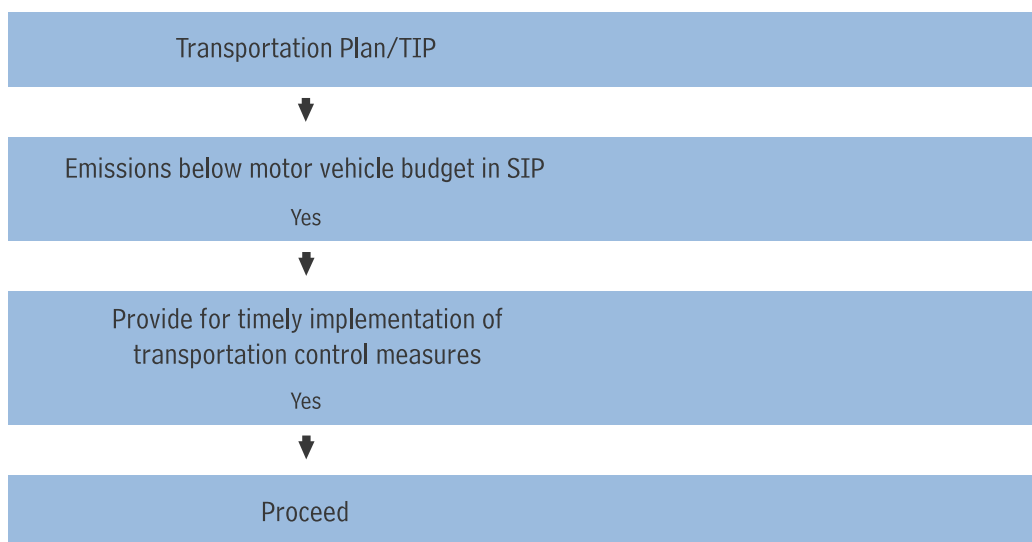 Transportation Plan/TIP
Emissions below motor vehicle budget in SIP
Yes
Provide for timely implementation of
transportation control measures
Yes
Proceed